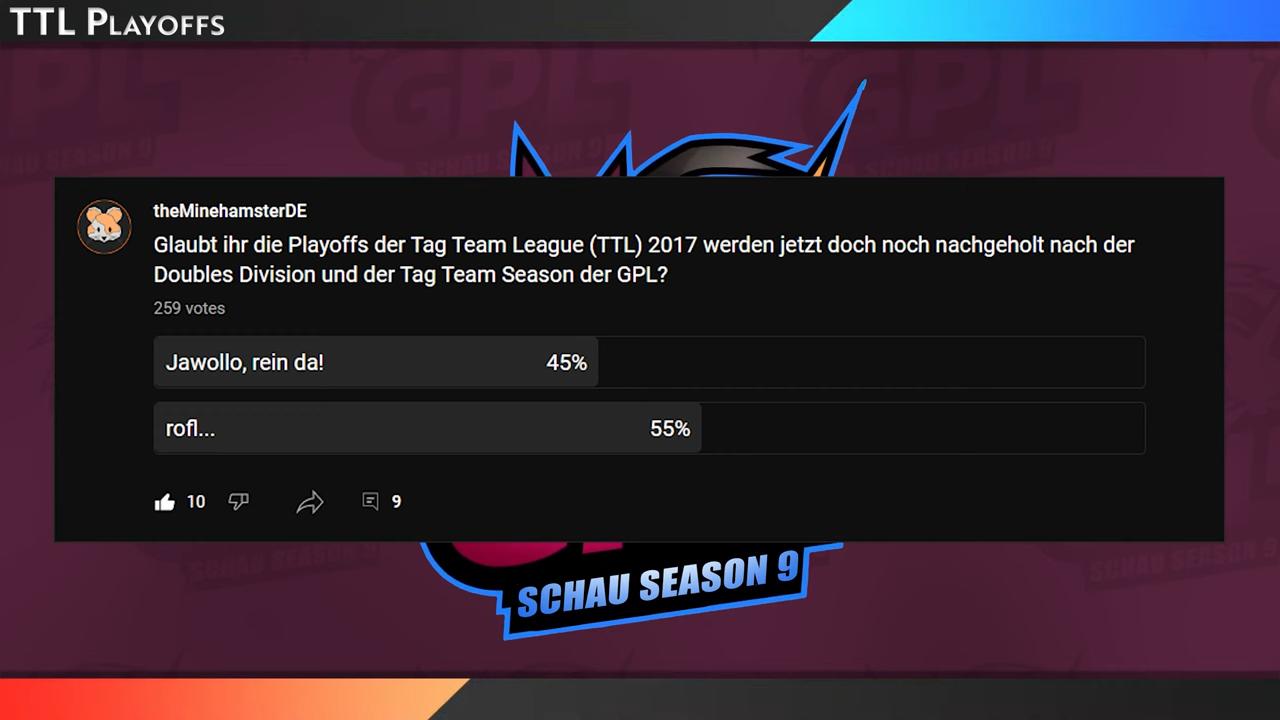 TTL Playoffs
theMinehamsterDE
Glaubt ihr die Playoffs der Tag Team League (TTL) 2017 werden jetzt doch noch nachgeholt nach der
Doubles Division und der Tag Team Season der GPL?
259 votes
Jawollo, rein da! 45%
rofl... 55%
10 9
SCHAU SEASON 9